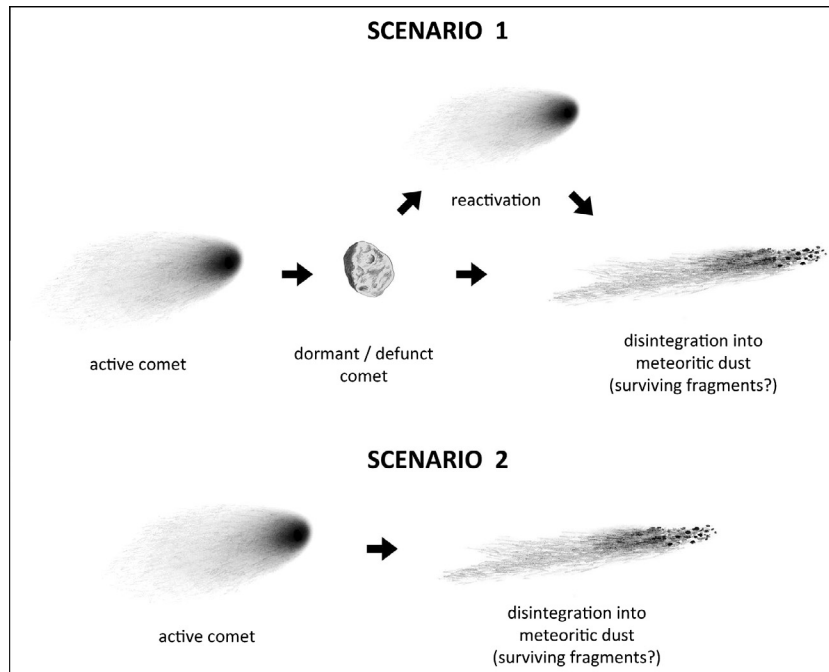 SCENARIO 1
reactivation
active comet
dormant / defunct
comet
disintegration into
meteoritic dust
(surviving fragments?)
SCENARIO 2
active comet
disintegration into
meteoritic dust
(surviving fragments?)